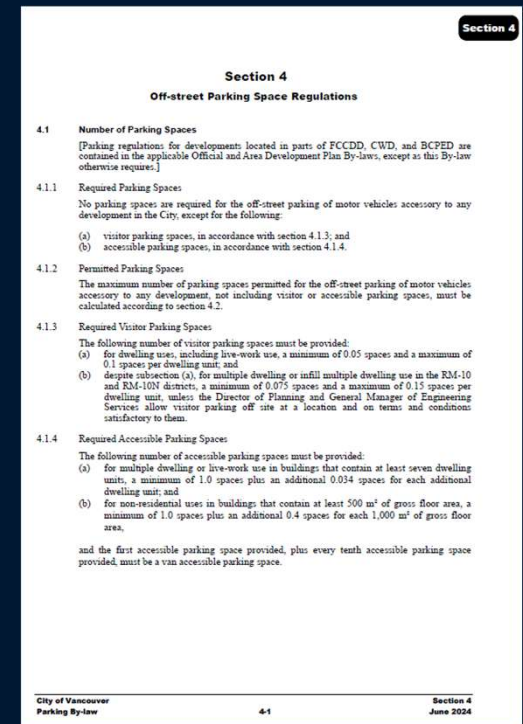 Section 4
Section 4
Off-street Parking Space Regulations
4.1 Number of Parking Spaces
[Parking regulations for developments located in parts of FCCDD, CWD, and BCPED are
contained in the applicable Official and Area Development Plan By-laws, except as this By-law
otherwise requires.]
4.1.1 Required Parking Spaces
No parking spaces are required for the off-street parking of motor vehicles accessory to any
development in the City, except for the following:
(a) visitor parking spaces, in accordance with section 4.1.3; and
(b) accessible parking spaces, in accordance with section 4.1.4.
4.1.2 Permitted Parking Spaces
The maximum number of parking spaces permitted for the off-street parking of motor vehicles
accessory to any development, not including visitor or accessible parking spaces, must be
calculated according to section 4.2.
4.1.3 Required Visitor Parking Spaces
The following number of visitor parking spaces must be provided:
(a) for dwelling uses, including live-work use, a minimum of 0.05 spaces and a maximum of
0.1 spaces per dwelling unit; and
(b) despite subsection (a), for multiple dwelling or infill multiple dwelling use in the RM-10
and RM-10N districts, a minimum of 0.075 spaces and a maximum of 0.15 spaces per
dwelling unit, unless the Director of Planning and General Manager of Engineering
Services allow visitor parking off site at a location and on terms and conditions
satisfactory to them.
4.1.4 Required Accessible Parking Spaces
The following number of accessible parking spaces must be provided:
(a) for multiple dwelling or live-work use in buildings that contain at least seven dwelling
units, a minimum of 1.0 spaces plus an additional 0.034 spaces for each additional
dwelling unit; and
(b) for non-residential uses in buildings that contain at least 500 m² of gross floor area, a
minimum of 1.0 spaces plus an additional 0.4 spaces for each 1,000 m² of gross floor
area,
and the first accessible parking space provided, plus every tenth accessible parking space
provided, must be a van accessible parking space.
City of Vancouver Section 4
Parking By-law 4-1 June 2024